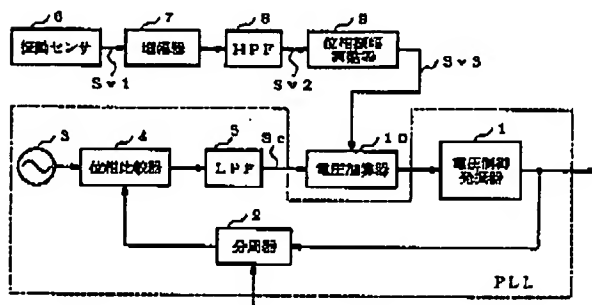 6
7
8
9
振動センサ
増幅器
HPF
位相振幅
調整器
Sv1
Sv2
Sv3
3
4
5
Sc
10
1
位相比較器
LPF
電圧加算器
電圧制御
発振器
2
分周器
PLL